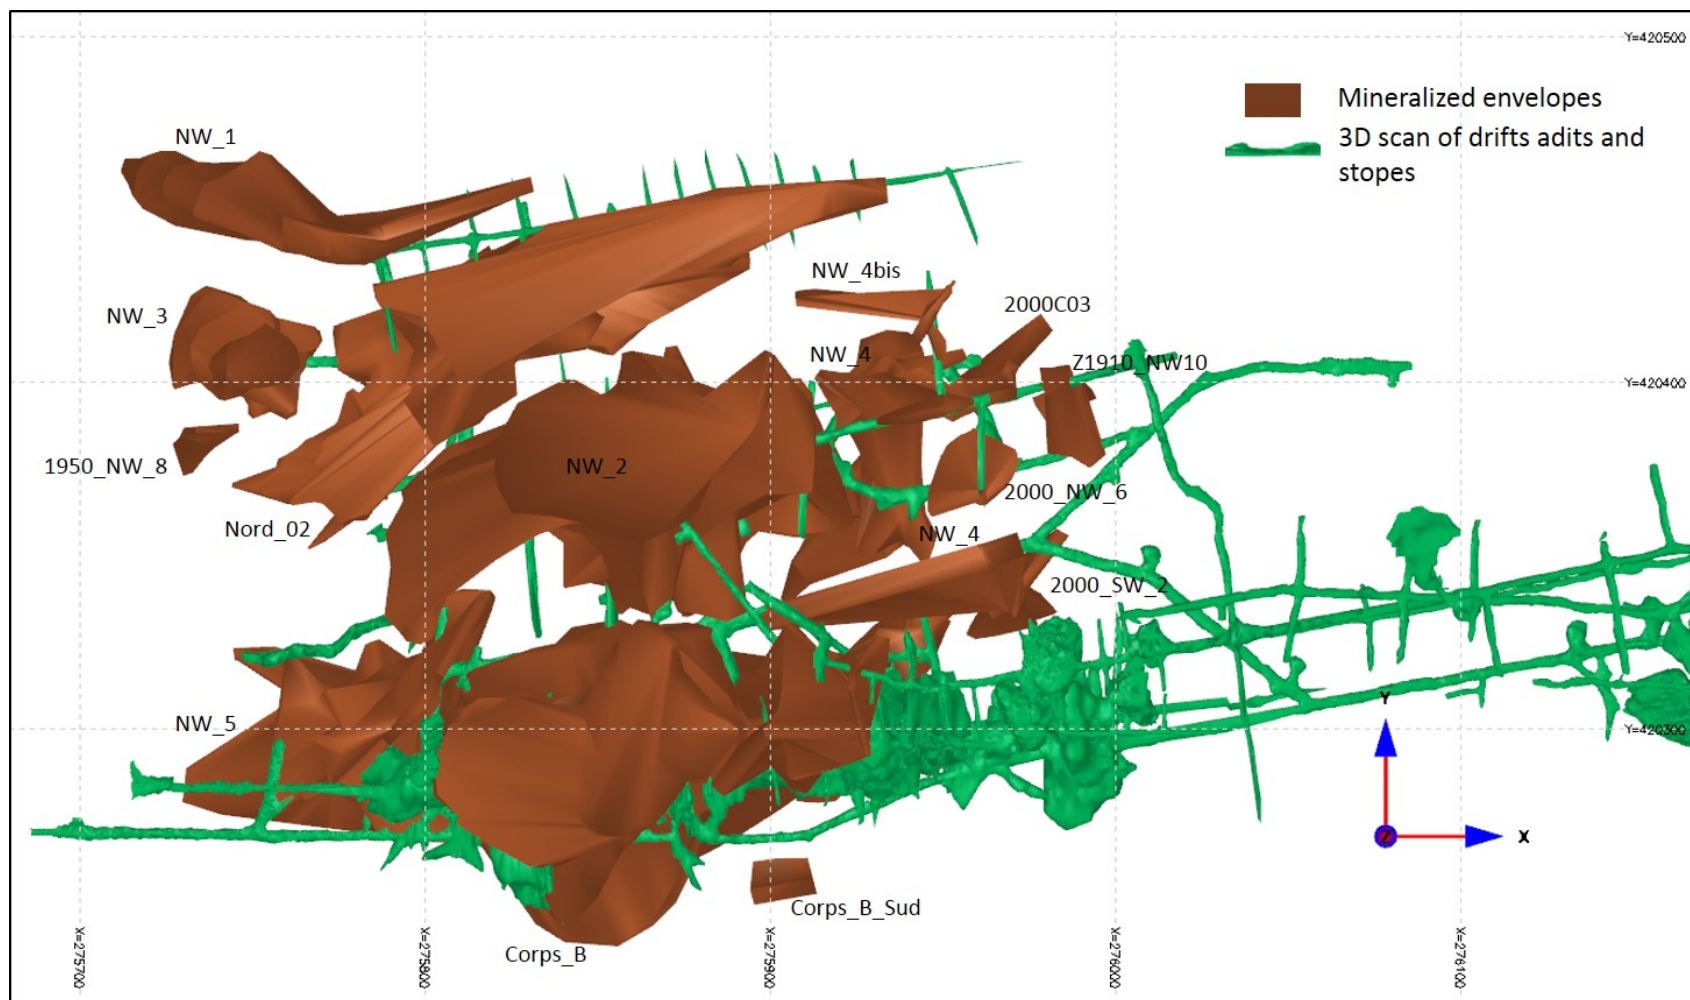 Y=420500
Mineralized envelopes
3D scan of drifts adits and
stopes
NW_1
NW_4bis
2000C03
NW_3
NW_4
Z1910_NW10
Y=420400
1950_NW_8
NW_2
2000_NW_6
Nord_02
NW_4
2000_SW_2
NW_5
Y
Y=420300
Z
X
Corps_B_Sud
Corps_B
X=275700
X=275800
X=275900
X=276000
X=276100